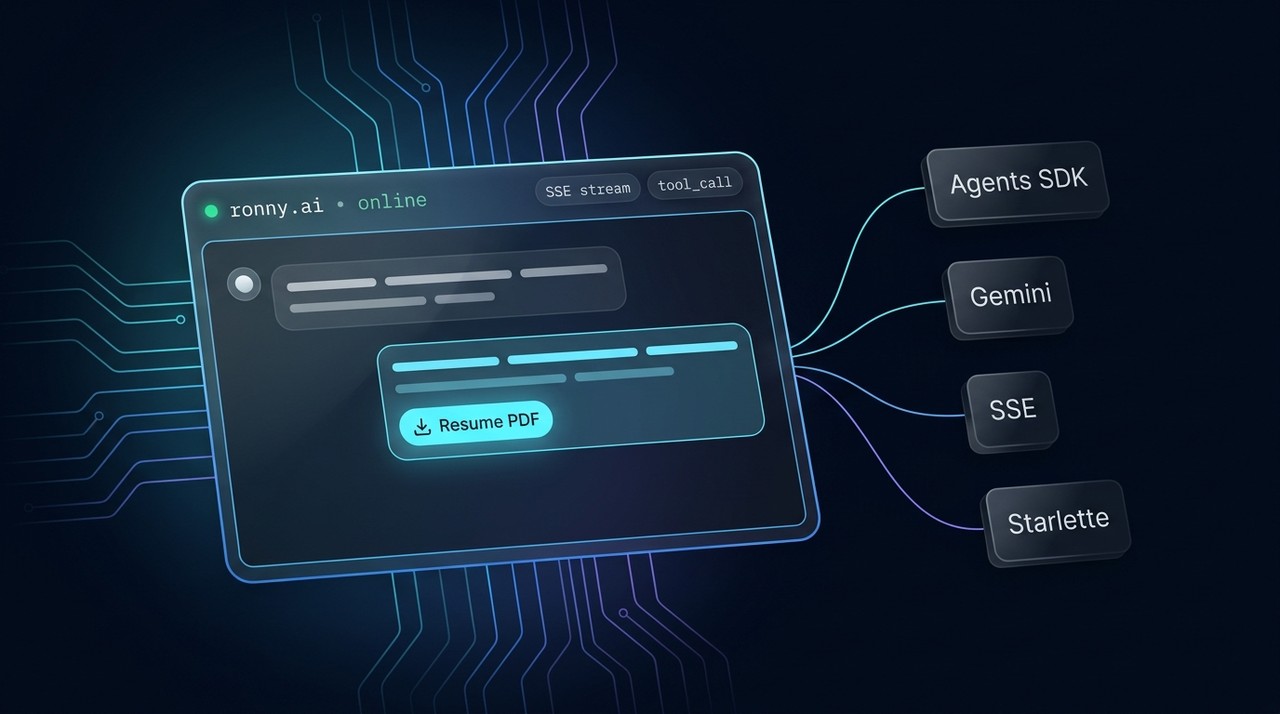 ronny.ai • online
SSE stream
tool_call
Resume PDF
Agents SDK
Gemini
SSE
Starlette